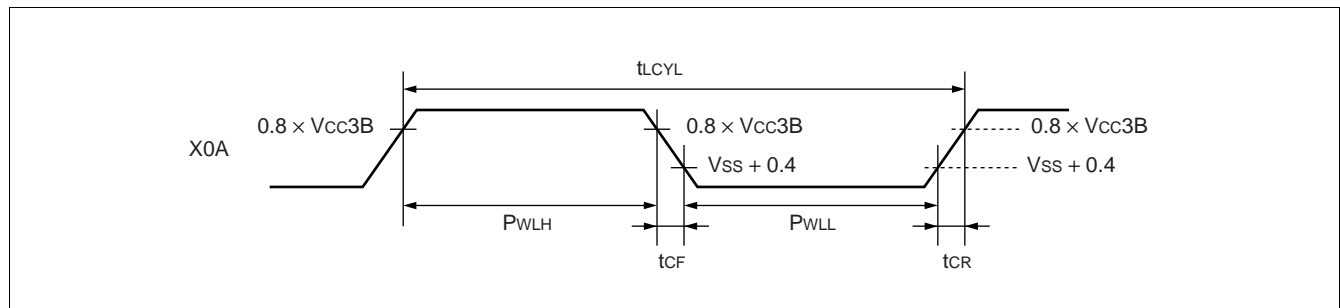 tLCYL
0.8 × VCC3B
0.8 × VCC3B
0.8 × VCC3B
X0A
VSS + 0.4
VSS + 0.4
PWLH
PWLL
tCF
tCR